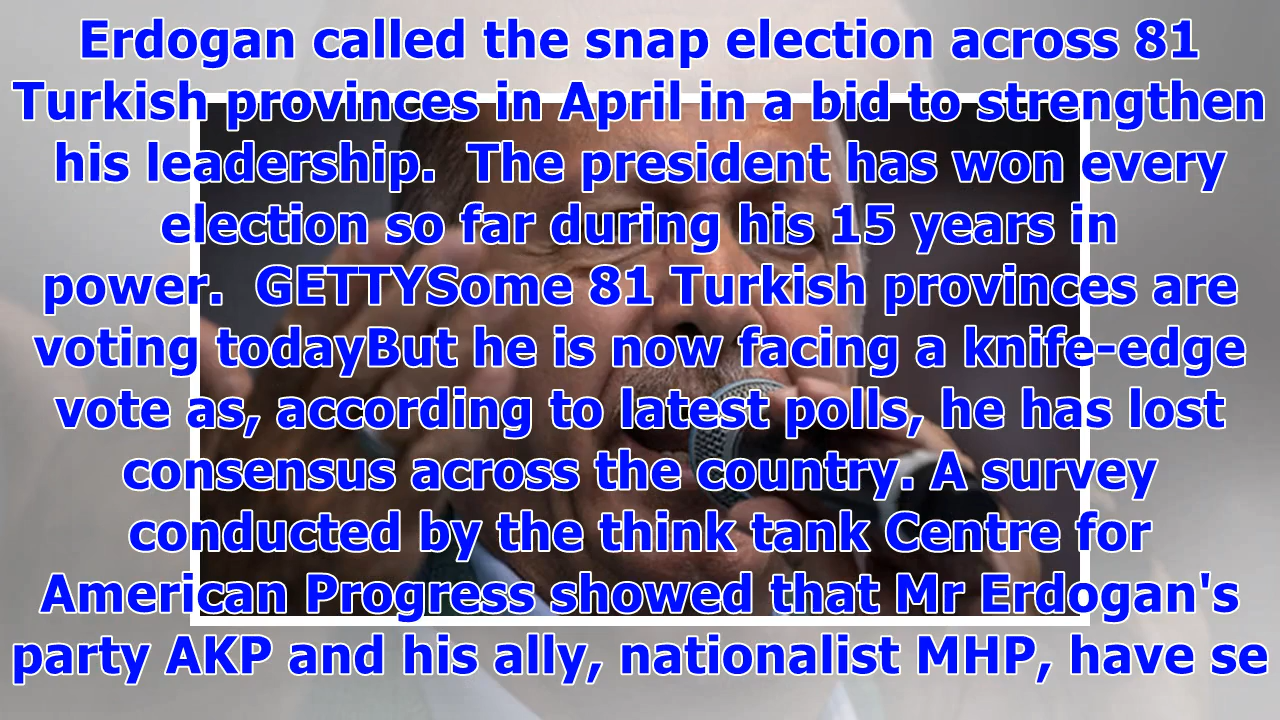 Erdogan called the snap election across 81
Turkish provinces in April in a bid to strengthen
his leadership.  The president has won every
election so far during his 15 years in
power.  GETTYSome 81 Turkish provinces are
voting todayBut he is now facing a knife-edge
vote as, according to latest polls, he has lost
consensus across the country. A survey
conducted by the think tank Centre for
American Progress showed that Mr Erdogan's
party AKP and his ally, nationalist MHP, have se